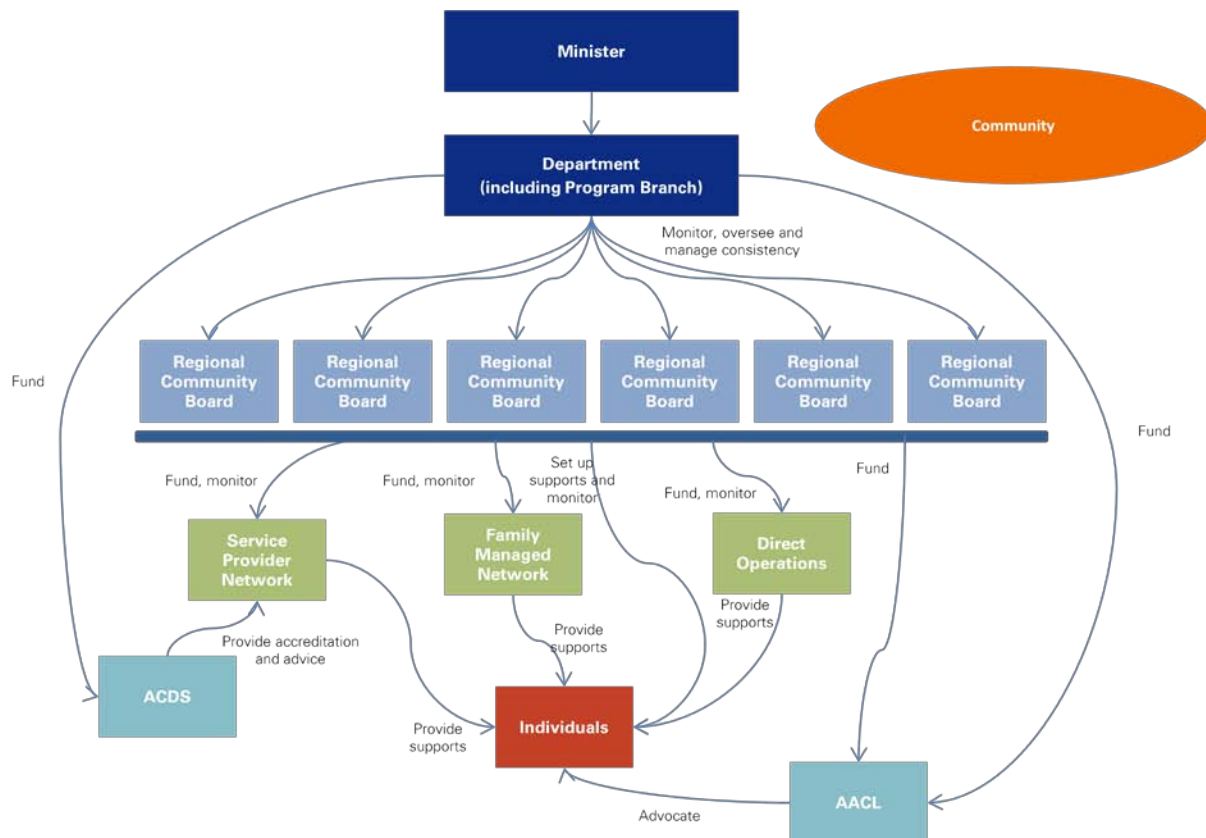 Minister
Community
Department
(including Program Branch)
Monitor, oversee and
manage consistency
Regional
Community
Board
Regional
Community
Board
Regional
Community
Board
Regional
Community
Board
Regional
Community
Board
Regional
Community
Board
Fund
Fund
Fund, monitor
Fund, monitor
Set up
supports and
monitor
Fund, monitor
Fund
Service
Provider
Network
Family
Managed
Network
Direct
Operations
Provide accreditation
and advice
Provide
supports
Provide
supports
ACDS
Provide
supports
Individuals
AACL
Advocate